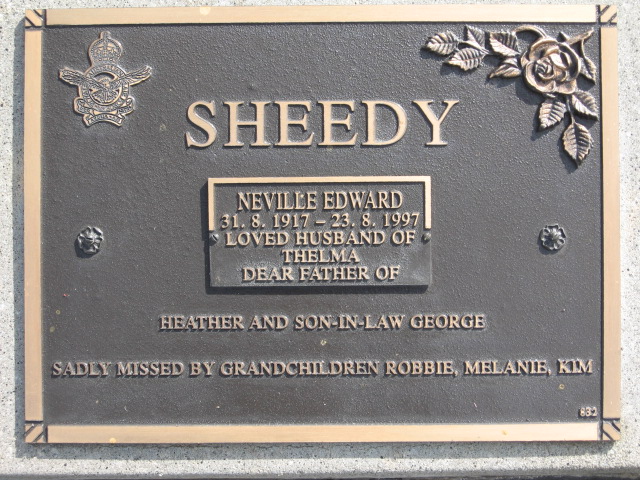 SHEEDY
NEVILLE EDWARD
31. 8. 1917 – 23. 8. 1997
LOVED HUSBAND OF
THELMA
DEAR FATHER OF
HEATHER AND SON-IN-LAW GEORGE
SADLY MISSED BY GRANDCHILDREN ROBBIE, MELANIE, KIM
832